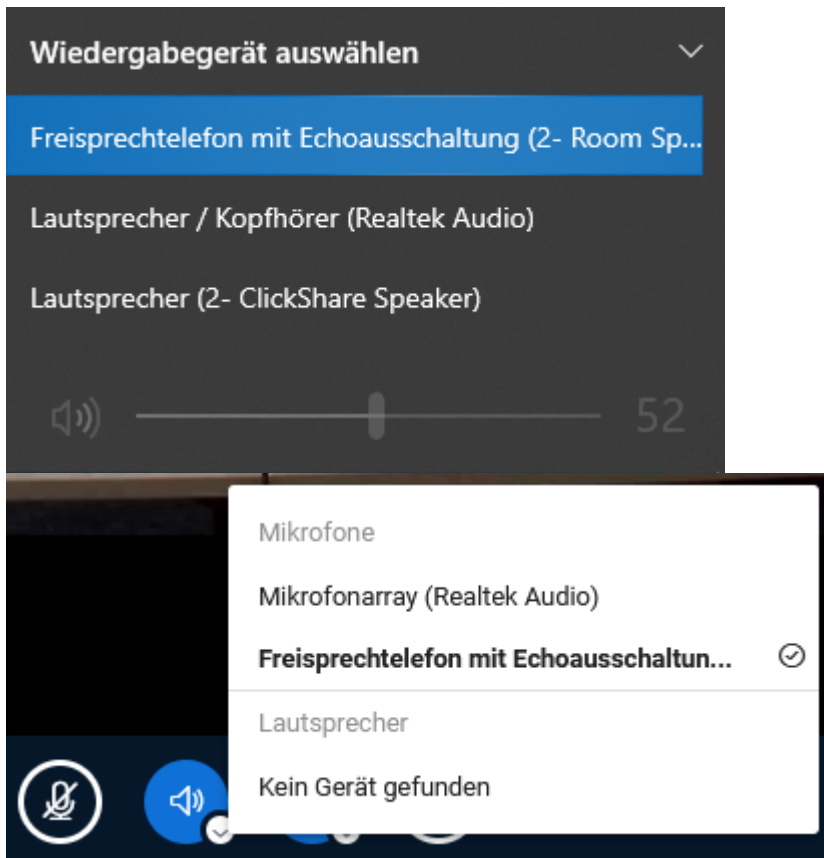 Wiedergabegerät auswählen
Freisprechtelefon mit Echoausschaltung (2- Room Sp...
Lautsprecher / Kopfhörer (Realtek Audio)
Lautsprecher (2- ClickShare Speaker)
52
Mikrofone
Mikrofonarray (Realtek Audio)
Freisprechtelefon mit Echoausschaltun...
Lautsprecher
Kein Gerät gefunden